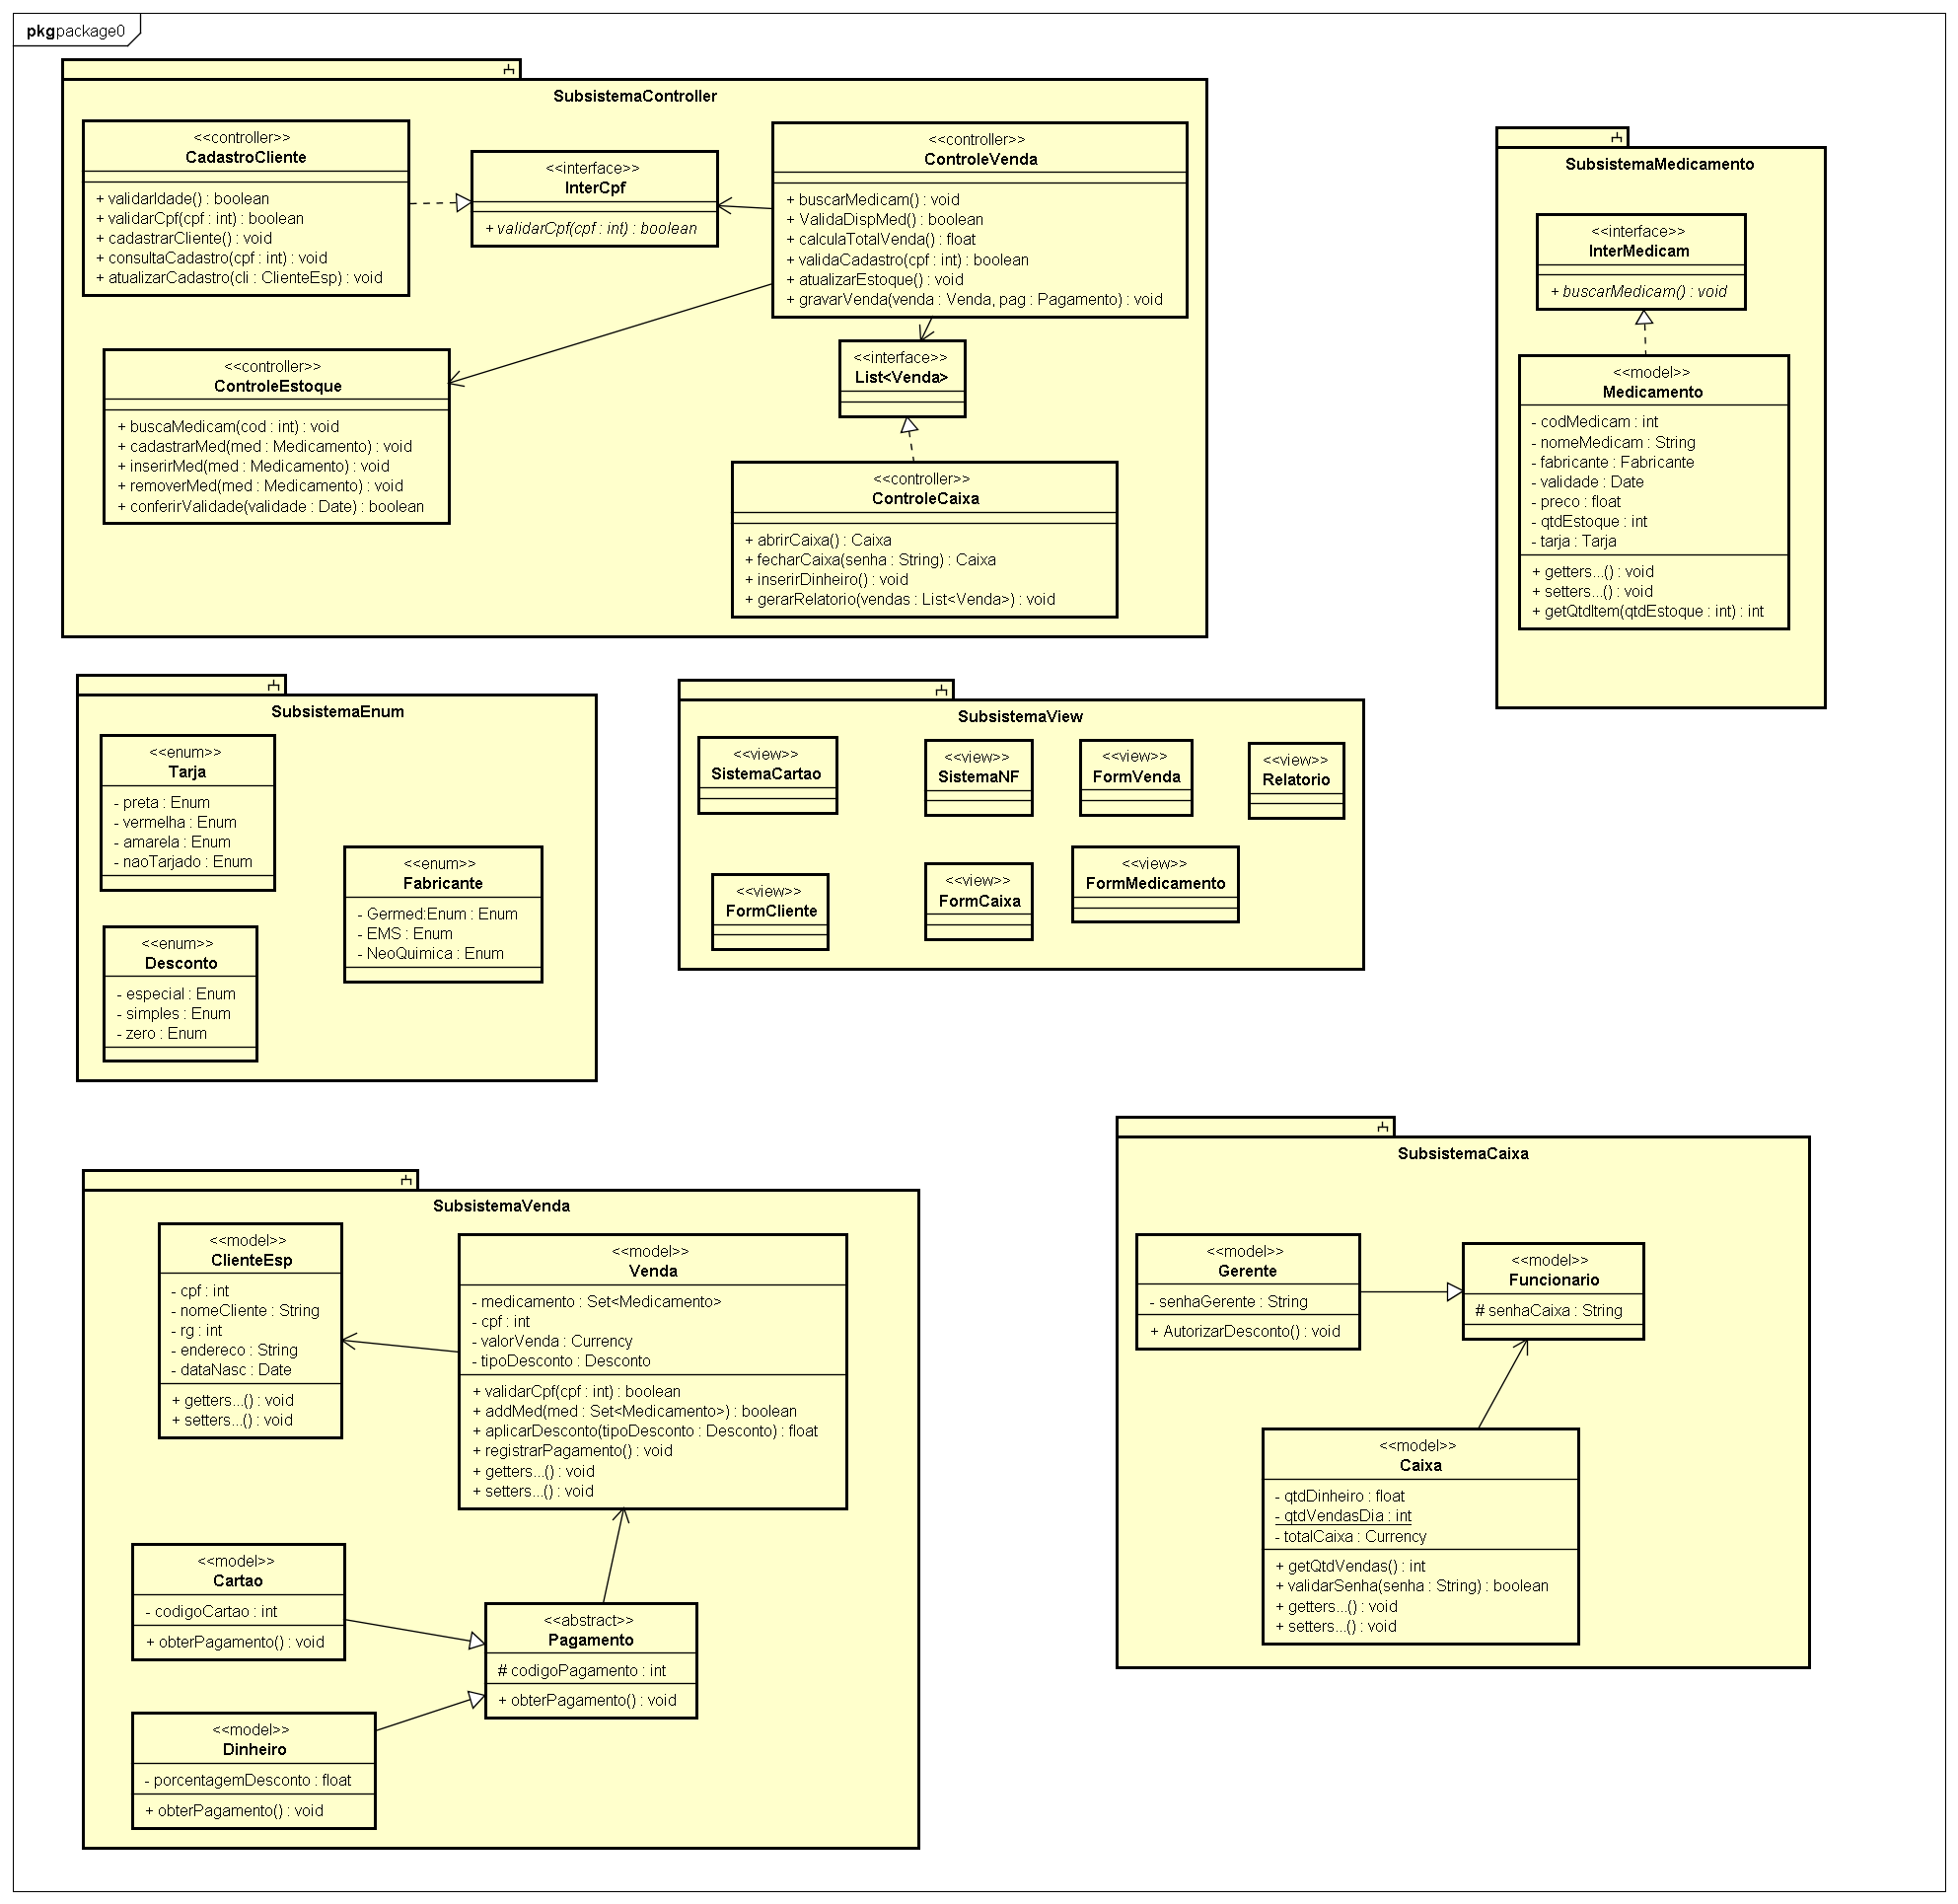 pkgpackage0
SubsistemaController
<<controller>>
CadastroCliente
+ validarIdade() : boolean
+ validarCpf(cpf : int) : boolean
+ cadastrarCliente() : void
+ consultaCadastro(cpf : int) : void
+ atualizarCadastro(cli : ClienteEsp) : void
<<interface>>
InterCpf
+ validarCpf(cpf : int) : boolean
<<controller>>
ControleVenda
+ buscarMedicam() : void
+ ValidaDispMed() : boolean
+ calculaTotalVenda() : float
+ validaCadastro(cpf : int) : boolean
+ atualizarEstoque() : void
+ gravarVenda(venda : Venda, pag : Pagamento) : void
<<controller>>
ControleEstoque
+ buscaMedicam(cod : int) : void
+ cadastrarMed(med : Medicamento) : void
+ inserirMed(med : Medicamento) : void
+ removerMed(med : Medicamento) : void
+ conferirValidade(validade : Date) : boolean
<<interface>>
List<Venda>
<<controller>>
ControleCaixa
+ abrirCaixa() : Caixa
+ fecharCaixa(senha : String) : Caixa
+ inserirDinheiro() : void
+ gerarRelatorio(vendas : List<Venda>) : void
SubsistemaMedicamento
<<interface>>
InterMedicam
+ buscarMedicam() : void
<<model>>
Medicamento
- codMedicam : int
- nomeMedicam : String
- fabricante : Fabricante
- validade : Date
- preco : float
- qtdEstoque : int
- tarja : Tarja
+ getters...() : void
+ setters...() : void
+ getQtdItem(qtdEstoque : int) : int
SubsistemaEnum
<<enum>>
Tarja
- preta : Enum
- vermelha : Enum
- amarela : Enum
- naoTarjado : Enum
<<enum>>
Fabricante
- Germed:Enum : Enum
- EMS : Enum
- NeoQuimica : Enum
<<enum>>
Desconto
- especial : Enum
- simples : Enum
- zero : Enum
SubsistemaView
<<view>>
SistemaCartao
<<view>>
SistemaNF
<<view>>
FormVenda
<<view>>
Relatorio
<<view>>
FormCliente
<<view>>
FormCaixa
<<view>>
FormMedicamento
SubsistemaVenda
<<model>>
ClienteEsp
- cpf : int
- nomeCliente : String
- rg : int
- endereco : String
- dataNasc : Date
+ getters...() : void
+ setters...() : void
<<model>>
Venda
- medicamento : Set<Medicamento>
- cpf : int
- valorVenda : Currency
- tipoDesconto : Desconto
+ validarCpf(cpf : int) : boolean
+ addMed(med : Set<Medicamento>) : boolean
+ aplicarDesconto(tipoDesconto : Desconto) : float
+ registrarPagamento() : void
+ getters...() : void
+ setters...() : void
<<model>>
Cartao
- codigoCartao : int
+ obterPagamento() : void
<<abstract>>
Pagamento
# codigoPagamento : int
+ obterPagamento() : void
<<model>>
Dinheiro
- porcentagemDesconto : float
+ obterPagamento() : void
SubsistemaCaixa
<<model>>
Gerente
- senhaGerente : String
+ AutorizarDesconto() : void
<<model>>
Funcionario
# senhaCaixa : String
<<model>>
Caixa
- qtdDinheiro : float
- qtdVendasDia : int
- totalCaixa : Currency
+ getQtdVendas() : int
+ validarSenha(senha : String) : boolean
+ getters...() : void
+ setters...() : void